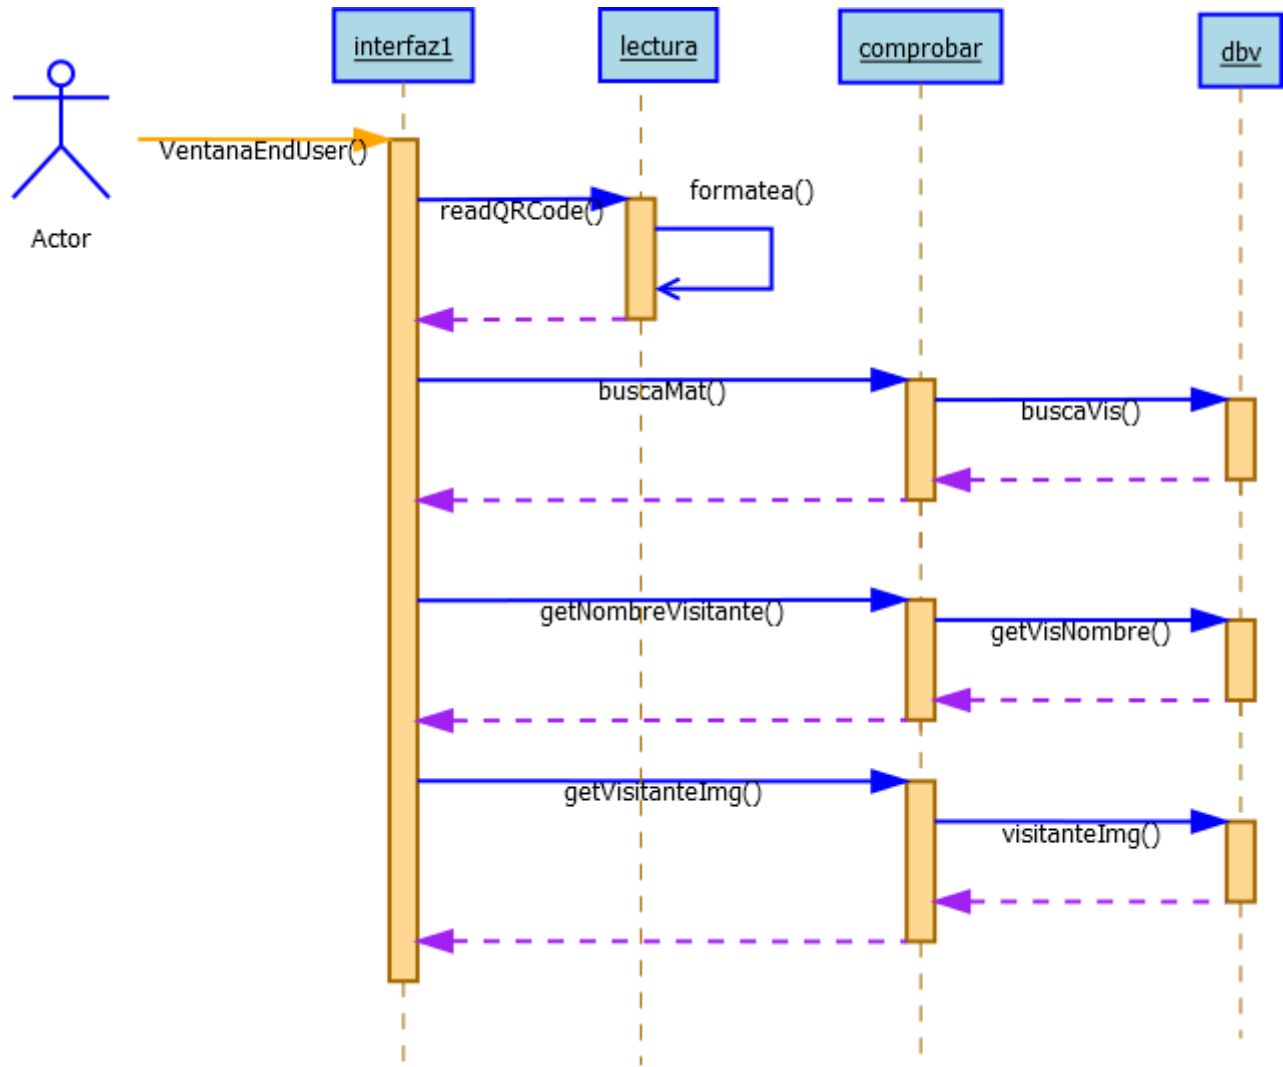 interfaz1
lectura
comprobar
dbv
VentanaEndUser()
formatea()
readQRCode()
Actor
buscaMat()
buscaVis()
getNombreVisitante()
getVisNombre()
getVisitanteImg()
visitanteImg()